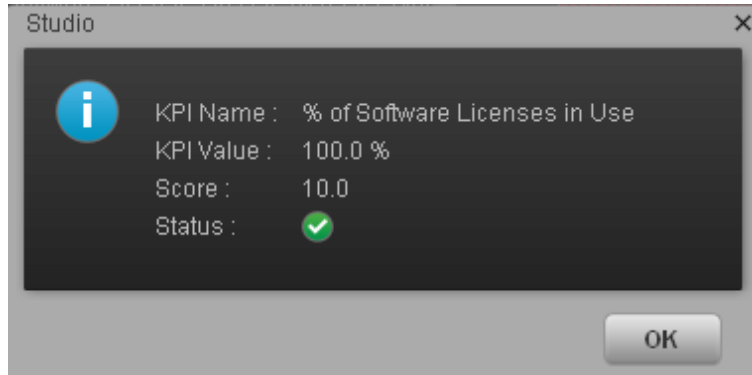 Studio
KPI Name : % of Software Licenses in Use
KPI Value : 100.0 %
Score : 10.0
Status :
OK